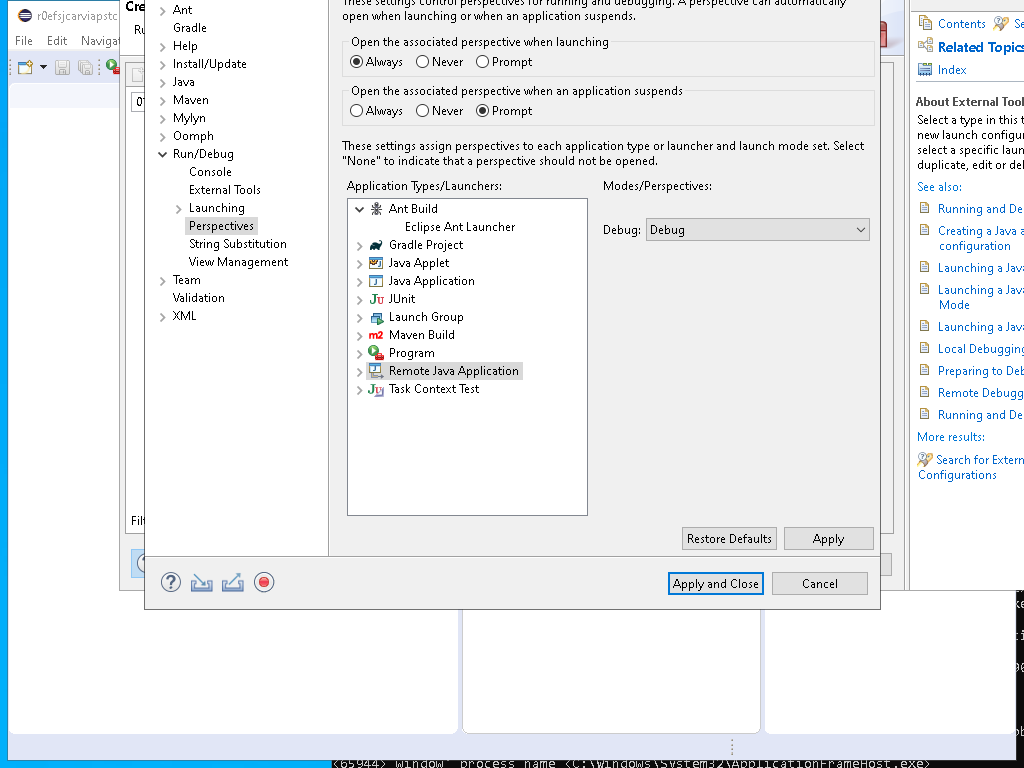 r0efsjcarviapstc
File Edit Navigat
Cre
Ru
01
Filt
Ant
Gradle
Help
Install/Update
Java
Maven
Mylyn
Oomph
Run/Debug
Console
External Tools
Launching
Perspectives
String Substitution
View Management
Team
Validation
XML
These settings control perspectives for running and debugging. A perspective can automatically
open when launching or when an application suspends.
Open the associated perspective when launching
Always Never Prompt
Open the associated perspective when an application suspends
Always Never Prompt
These settings assign perspectives to each application type or launcher and launch mode set. Select
"None" to indicate that a perspective should not be opened.
Application Types/Launchers:
Modes/Perspectives:
Ant Build
Eclipse Ant Launcher
Gradle Project
Java Applet
Java Application
JUnit
Launch Group
Maven Build
Program
Remote Java Application
Task Context Test
Debug: Debug
Restore Defaults Apply
Apply and Close Cancel
Contents Se
Related Topics
Index
About External Tool
Select a type in this t
new launch configur
select a specific laun
duplicate, edit or del
See also:
Running and De
Creating a Java a
configuration
Launching a Java
Launching a Java
Mode
Launching a Java
Local Debugging
Preparing to Deb
Remote Debugg
Running and De
More results:
Search for Extern
Configurations
<65944> Window process name <C:\Windows\System32\ApplicationFrameHost.exe>